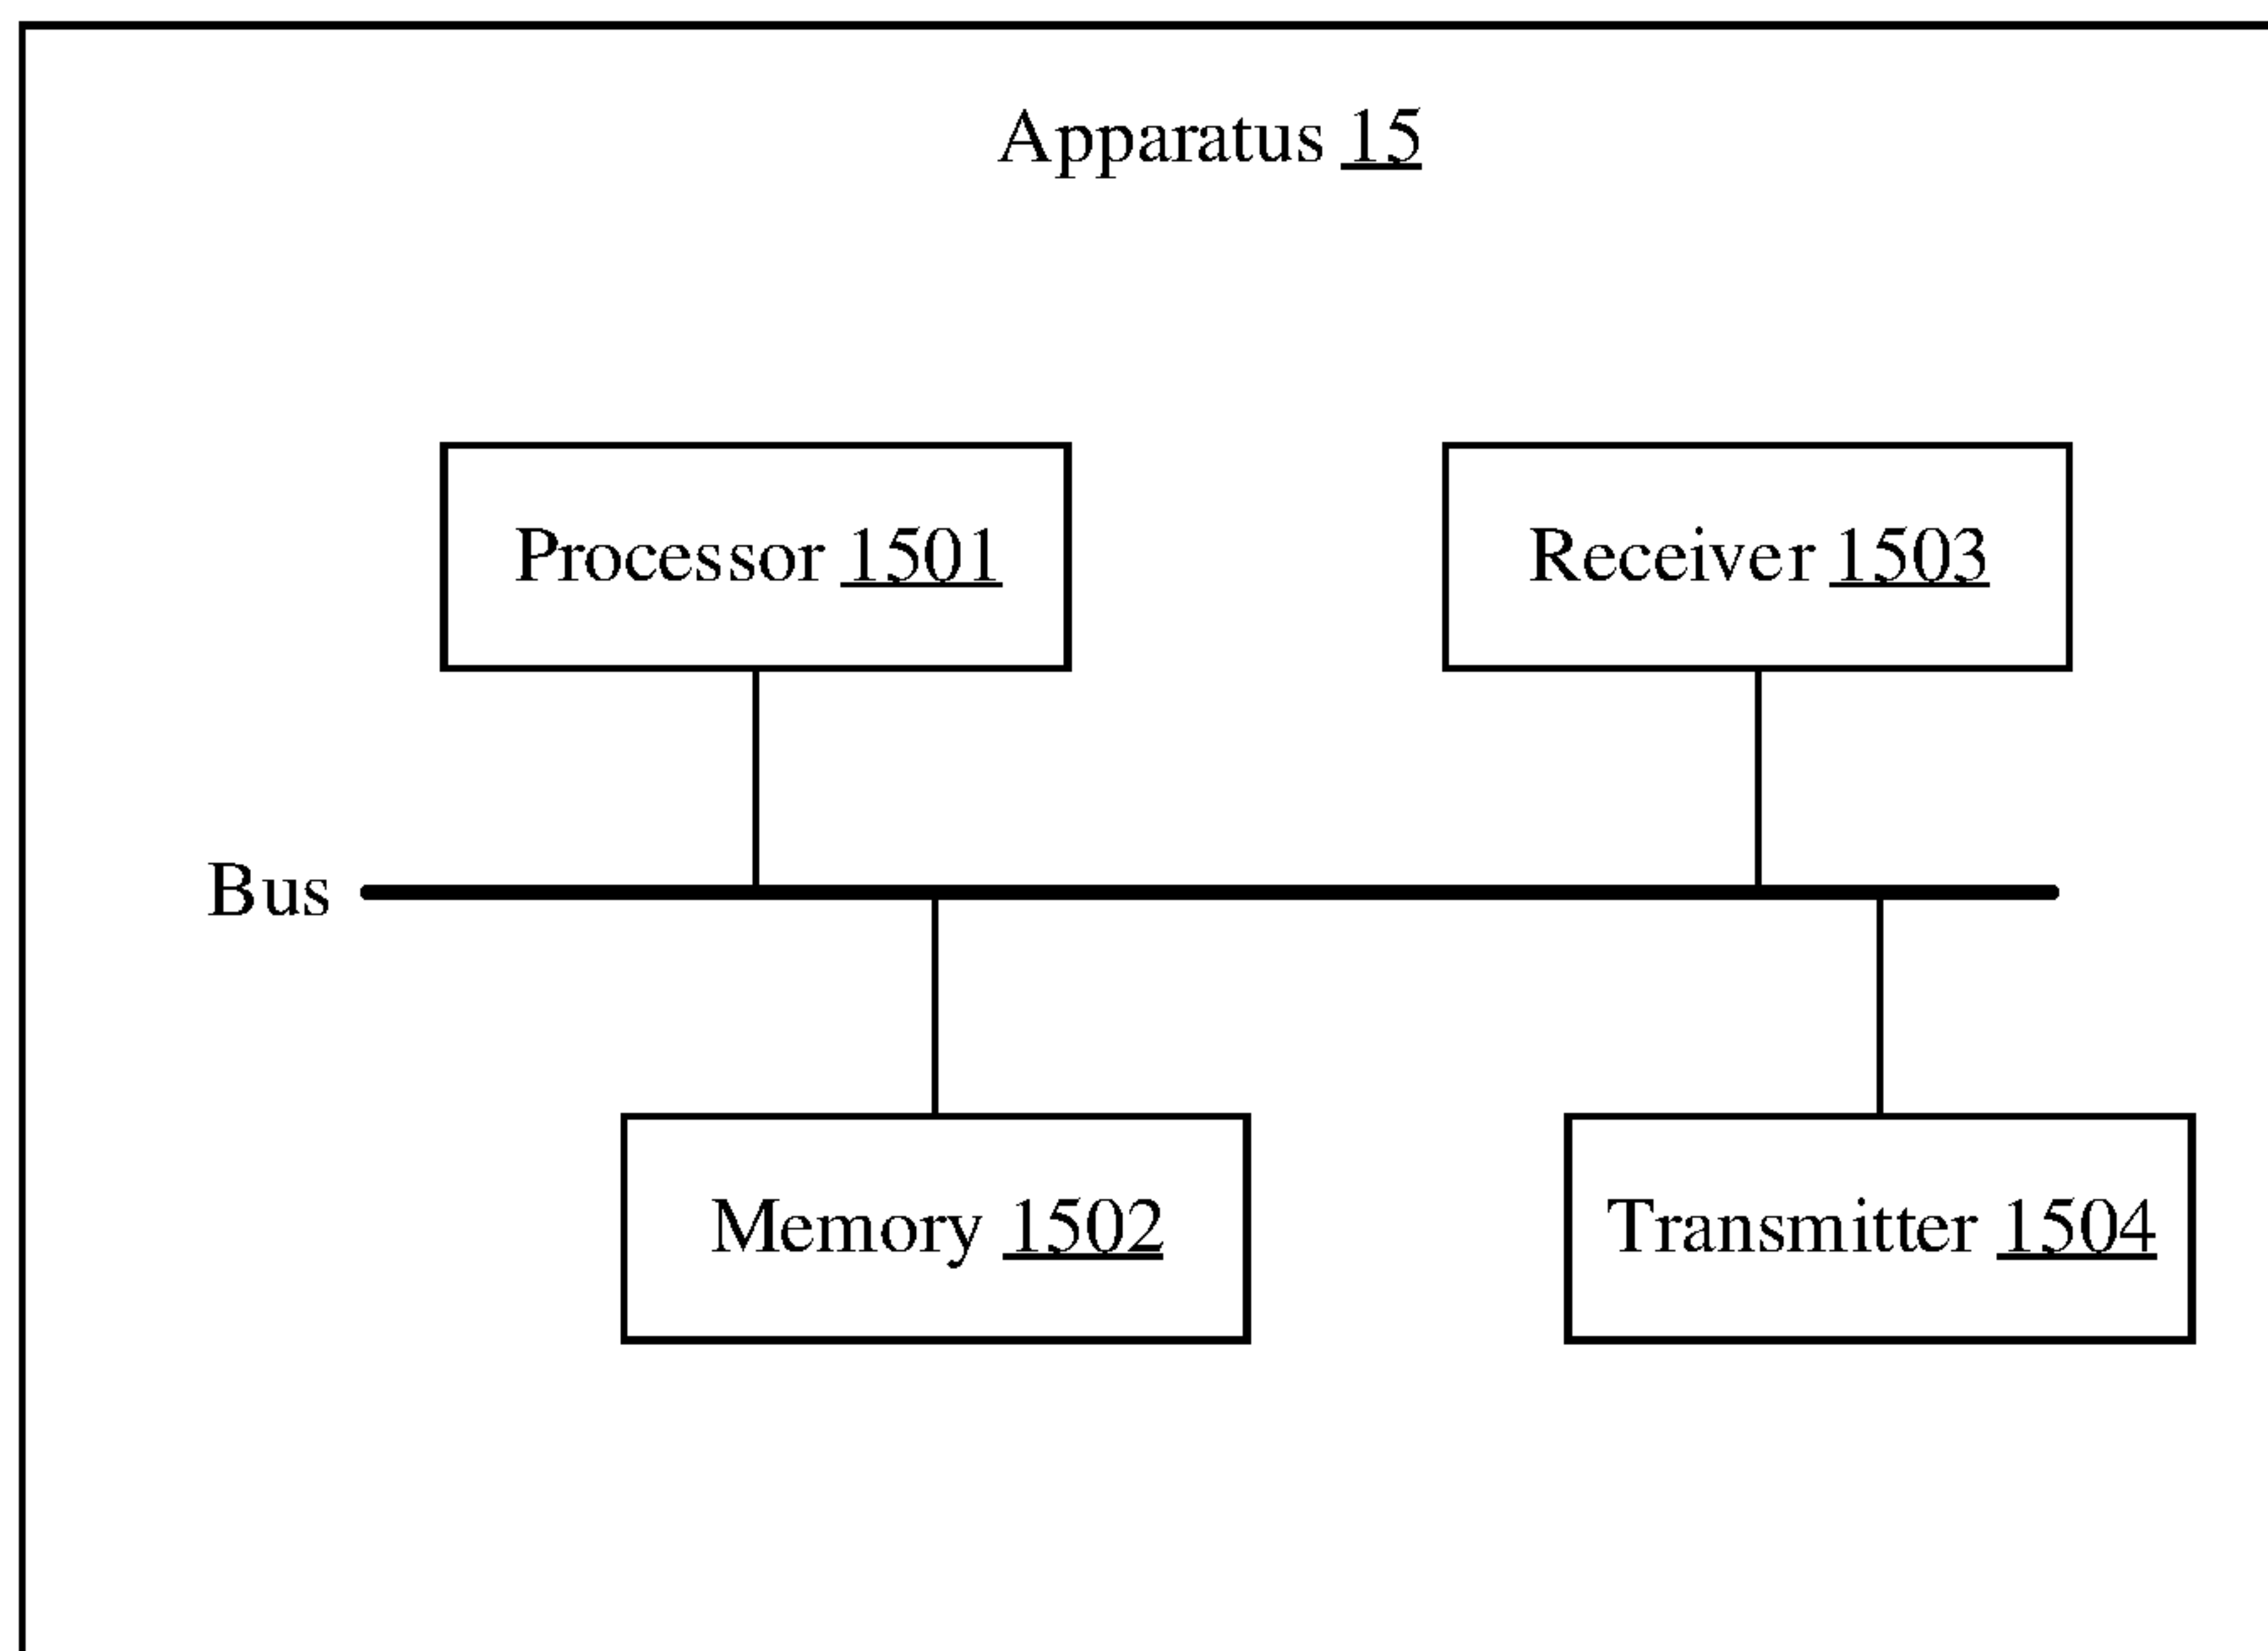 Apparatus 15
Processor 1501
Receiver 1503
Bus
Memory 1502
Transmitter 1504